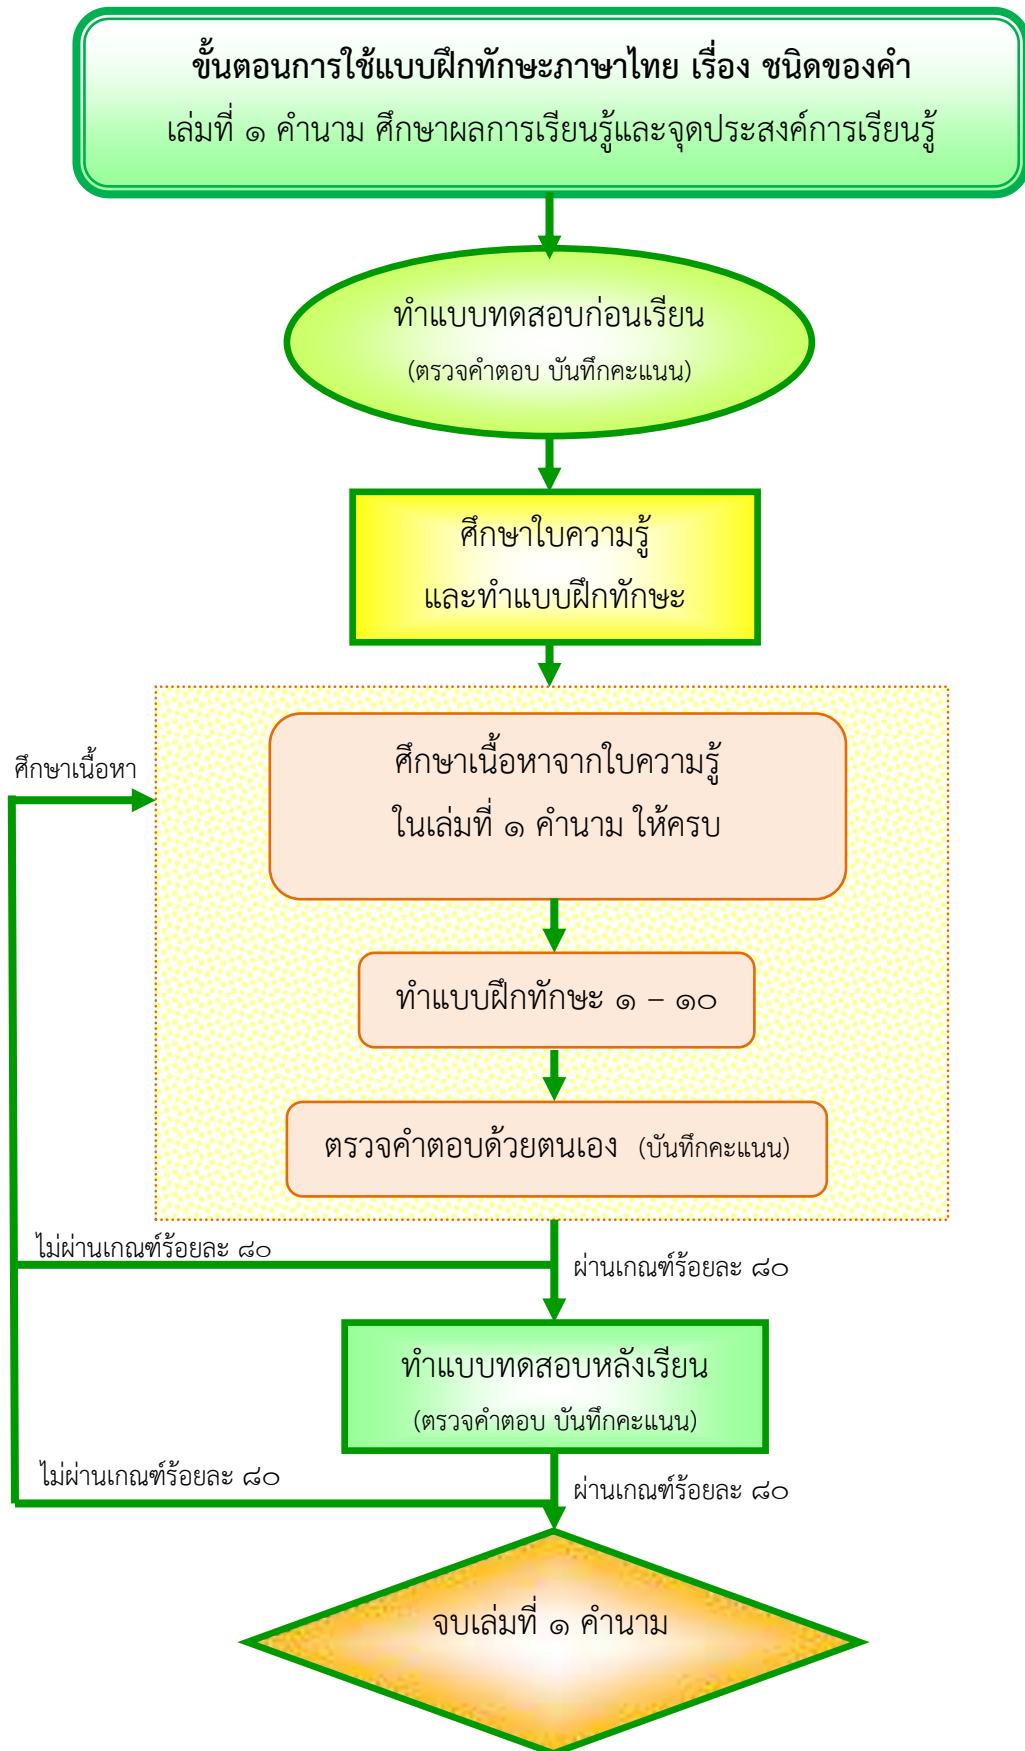 ขั้นตอนการใช้แบบฝึกทักษะภาษาไทย เรื่อง ชนิดของคำ
เล่มที่ ๑ คำนาม ศึกษาผลการเรียนรู้และจุดประสงค์การเรียนรู้
ทำแบบทดสอบก่อนเรียน
(ตรวจคำตอบ บันทึกคะแนน)
ศึกษาใบความรู้
และทำแบบฝึกทักษะ
ศึกษาเนื้อหา
ศึกษาเนื้อหาจากใบความรู้
ในเล่มที่ ๑ คำนาม ให้ครบ
ทำแบบฝึกทักษะ ๑ – ๑๐
ตรวจคำตอบด้วยตนเอง (บันทึกคะแนน)
ไม่ผ่านเกณฑ์ร้อยละ ๘๐
ผ่านเกณฑ์ร้อยละ ๘๐
ทำแบบทดสอบหลังเรียน
(ตรวจคำตอบ บันทึกคะแนน)
ไม่ผ่านเกณฑ์ร้อยละ ๘๐
ผ่านเกณฑ์ร้อยละ ๘๐
จบเล่มที่ ๑ คำนาม